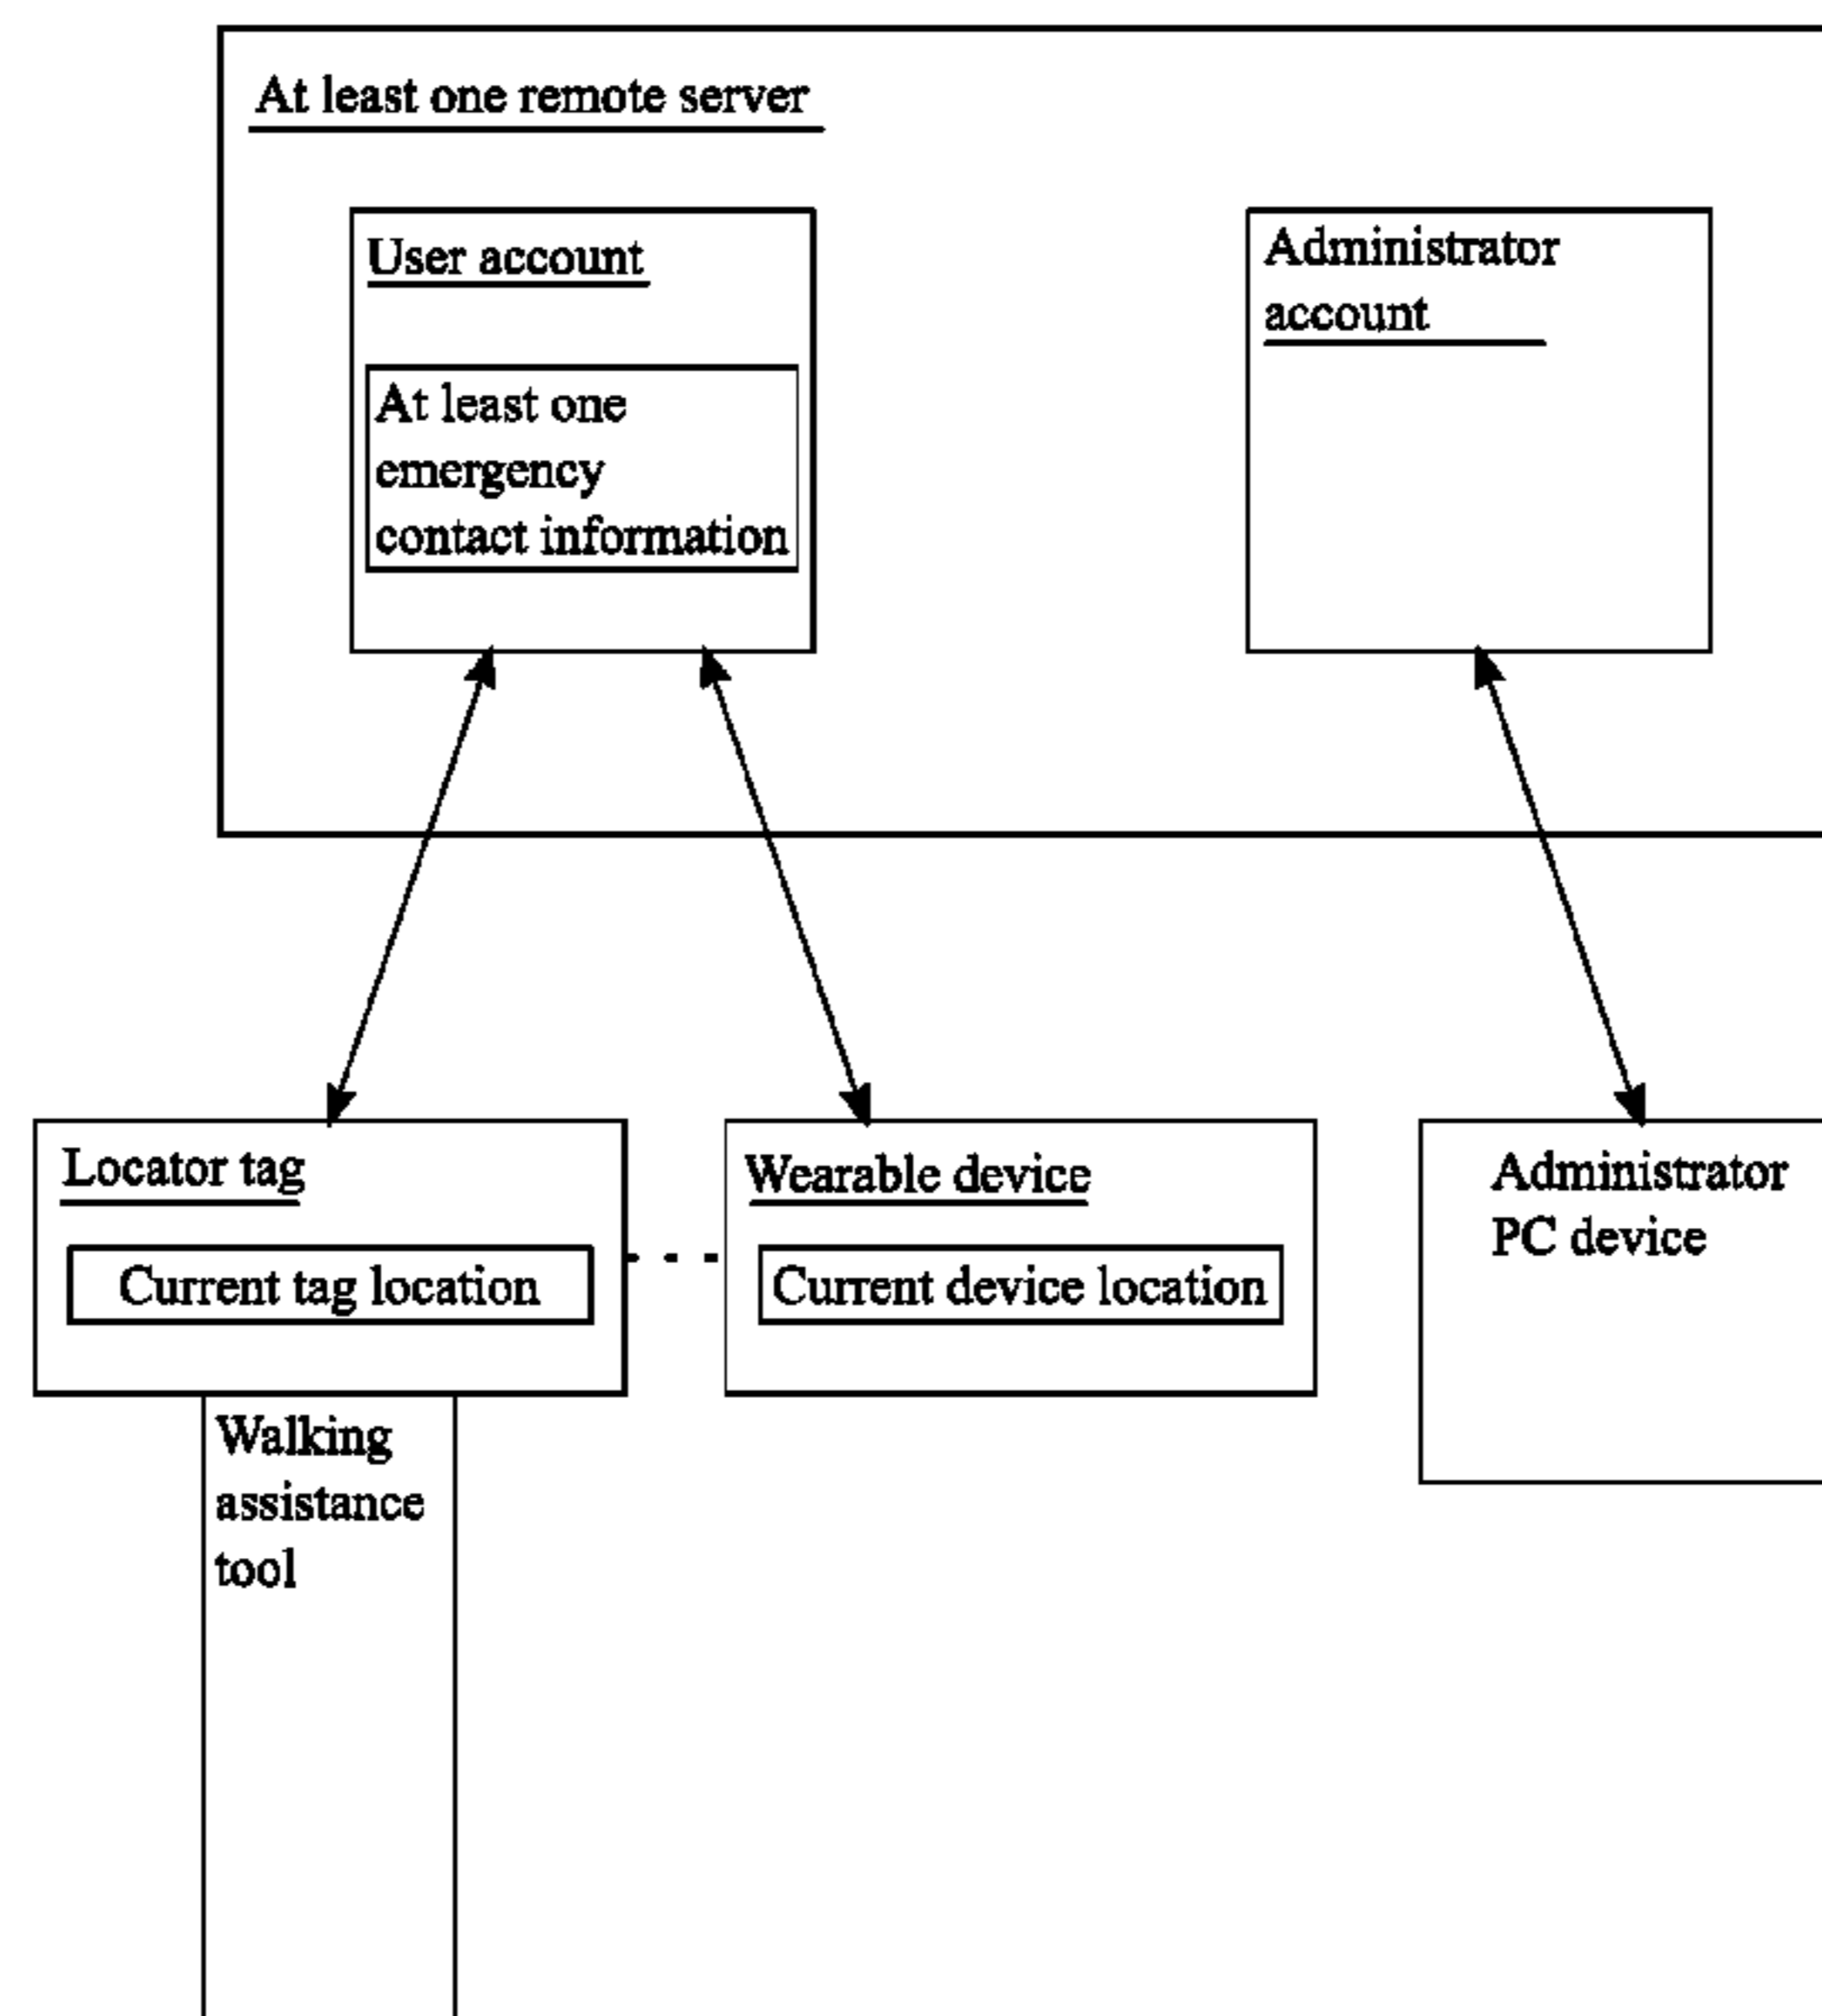 At least one remote server
User account
At least one
emergency
contact information
Administrator
account
Locator tag
Current tag location
Wearable device
Current device location
Administrator
PC device
Walking
assistance
tool